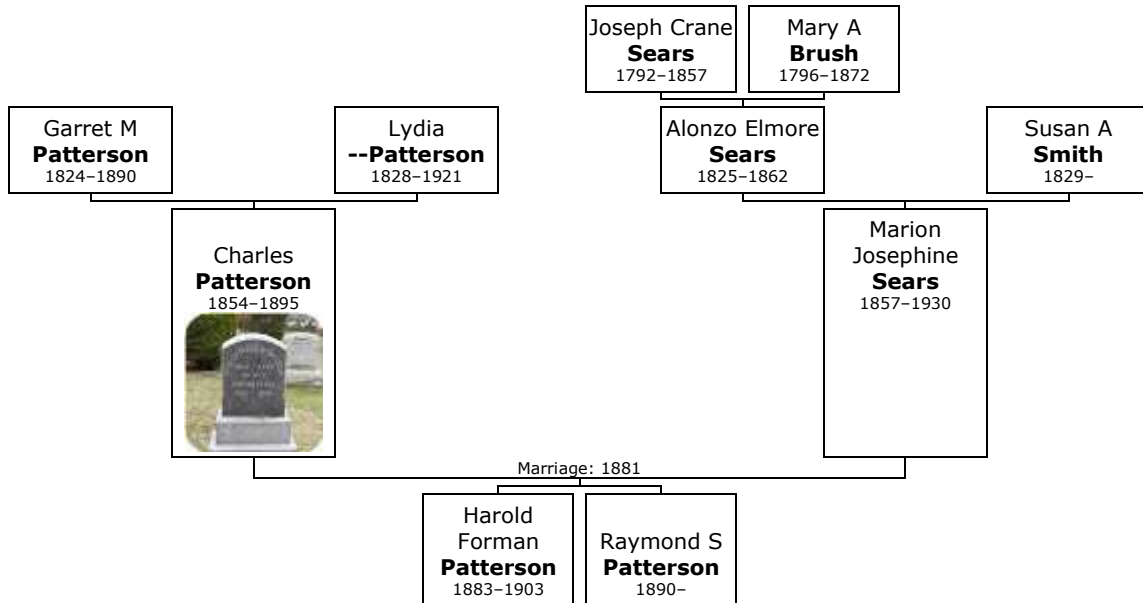 Joseph Crane
Sears
1792–1857
Mary A
Brush
1796–1872
Garret M
Patterson
1824–1890
Lydia
--Patterson
1828–1921
Alonzo Elmore
Sears
1825–1862
Susan A
Smith
1829–
Charles
Patterson
1854–1895
Marion
Josephine
Sears
1857–1930
Marriage: 1881
Harold
Forman
Patterson
1883–1903
Raymond S
Patterson
1890–